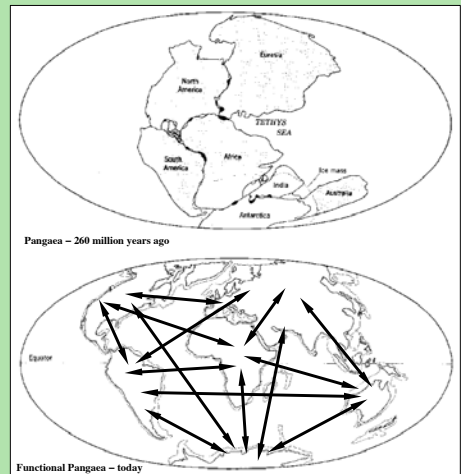 Eurasia
North
America
TETHYS
SEA
Africa
South
America
Ice mass
India
Australia
Antarctica
Pangaea – 260 million years ago
Equator
Functional Pangaea – today